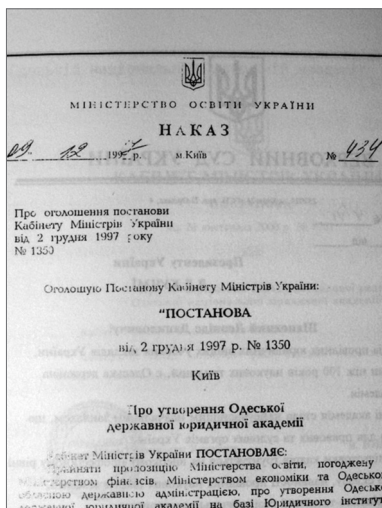 МІНІСТЕРСТВО ОСВІТИ УКРАЇНИ
НАКАЗ
09 12 1997 р. м.Київ № 434
Про оголошення постанови
Кабінету Міністрів України
від 2 грудня 1997 року
№ 1350
Оголошую Постанову Кабінету Міністрів України:
"ПОСТАНОВА
від 2 грудня 1997 р. № 1350
Київ
Про утворення Одеської
державної юридичної академії
Кабінет Міністрів України ПОСТАНОВЛЯЄ:
Прийняти пропозицію Міністерства освіти, погоджену
Міністерством фінансів, Міністерством економіки та Одеською
обласною державною адміністрацією, про утворення Одеської
державної юридичної академії на базі Юридичного інституту